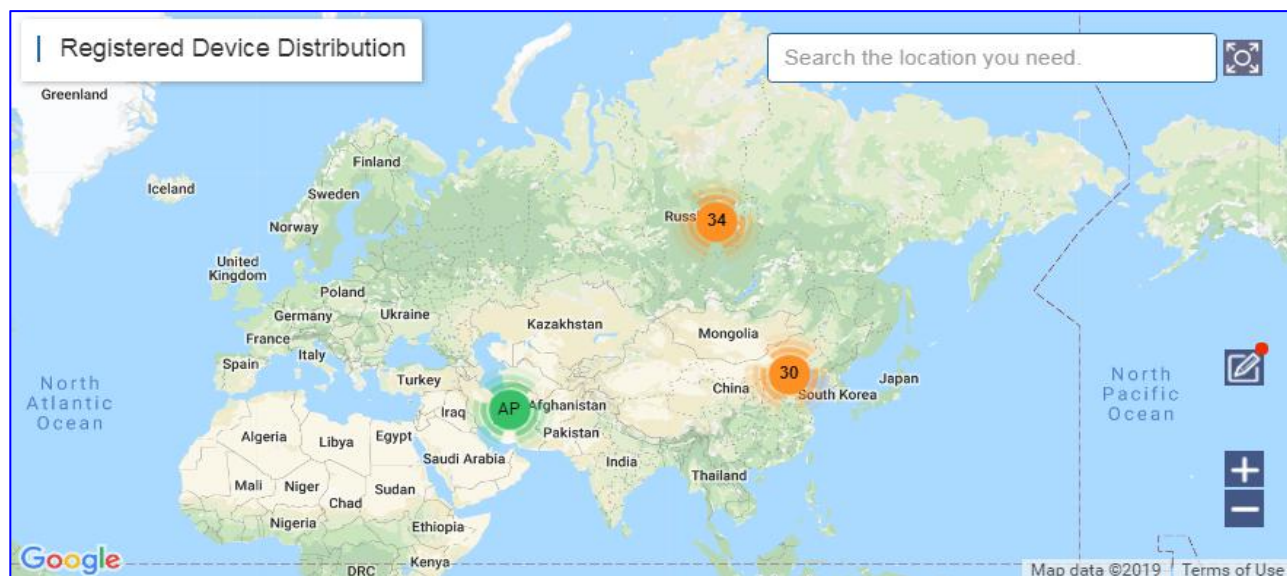 Registered Device Distribution
Search the location you need.
Greenland
Iceland
Finland
Sweden
Norway
Russ
34
United
Kingdom
Poland
Germany
Ukraine
France
Kazakhstan
Mongolia
Italy
Spain
Turkey
30
China
Japan
South Korea
North
Atlantic
Ocean
North
Pacific
Ocean
Iraq
AP
Afghanistan
Pakistan
Algeria
Libya
Egypt
Saudi Arabia
India
Thailand
Mali
Niger
Chad
Sudan
Nigeria
Ethiopia
Google
DRC
Kenya
Map data ©2019
Terms of Use